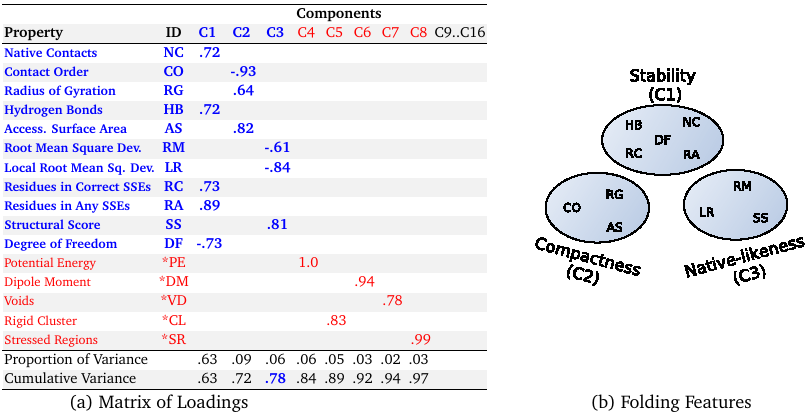 Components
Property ID C1 C2 C3 C4 C5 C6 C7 C8 C9..C16
Native Contacts NC .72
Contact Order CO -.93
Radius of Gyration RG .64
Hydrogen Bonds HB .72
Access. Surface Area AS .82
Root Mean Square Dev. RM -.61
Local Root Mean Sq. Dev. LR -.84
Residues in Correct SSEs RC .73
Residues in Any SSEs RA .89
Structural Score SS .81
Degree of Freedom DF -.73
Potential Energy *PE 1.0
Dipole Moment *DM .94
Voids *VD .78
Rigid Cluster *CL .83
Stressed Regions *SR .99
Proportion of Variance .63 .09 .06 .06 .05 .03 .02 .03
Cumulative Variance .63 .72 .78 .84 .89 .92 .94 .97
(a) Matrix of Loadings
Stability
(C1)
HB NC
DF
RC RA
RG
CO
AS
Compactness
(C2)
RM
LR SS
Native-likeness
(C3)
(b) Folding Features